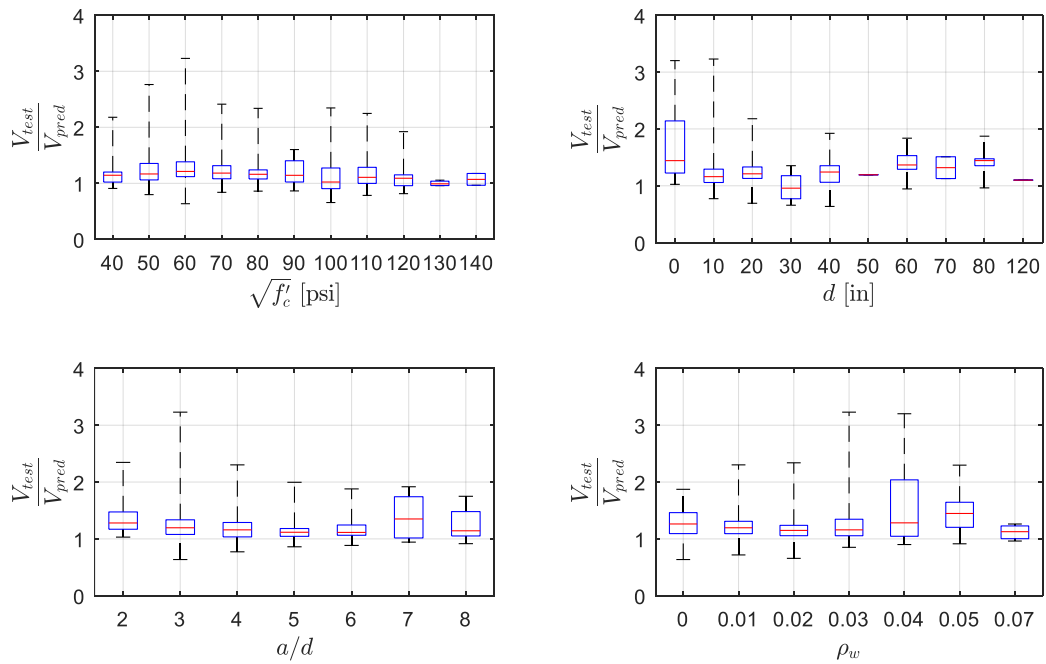 4
3
2
1
0
V_test / V_pred
40 50 60 70 80 90 100 110 120 130 140
√f′_c [psi]
4
3
2
1
0
V_test / V_pred
0 10 20 30 40 50 60 70 80 120
d [in]
4
3
2
1
0
V_test / V_pred
2 3 4 5 6 7 8
a/d
4
3
2
1
0
V_test / V_pred
0 0.01 0.02 0.03 0.04 0.05 0.07
ρ_w